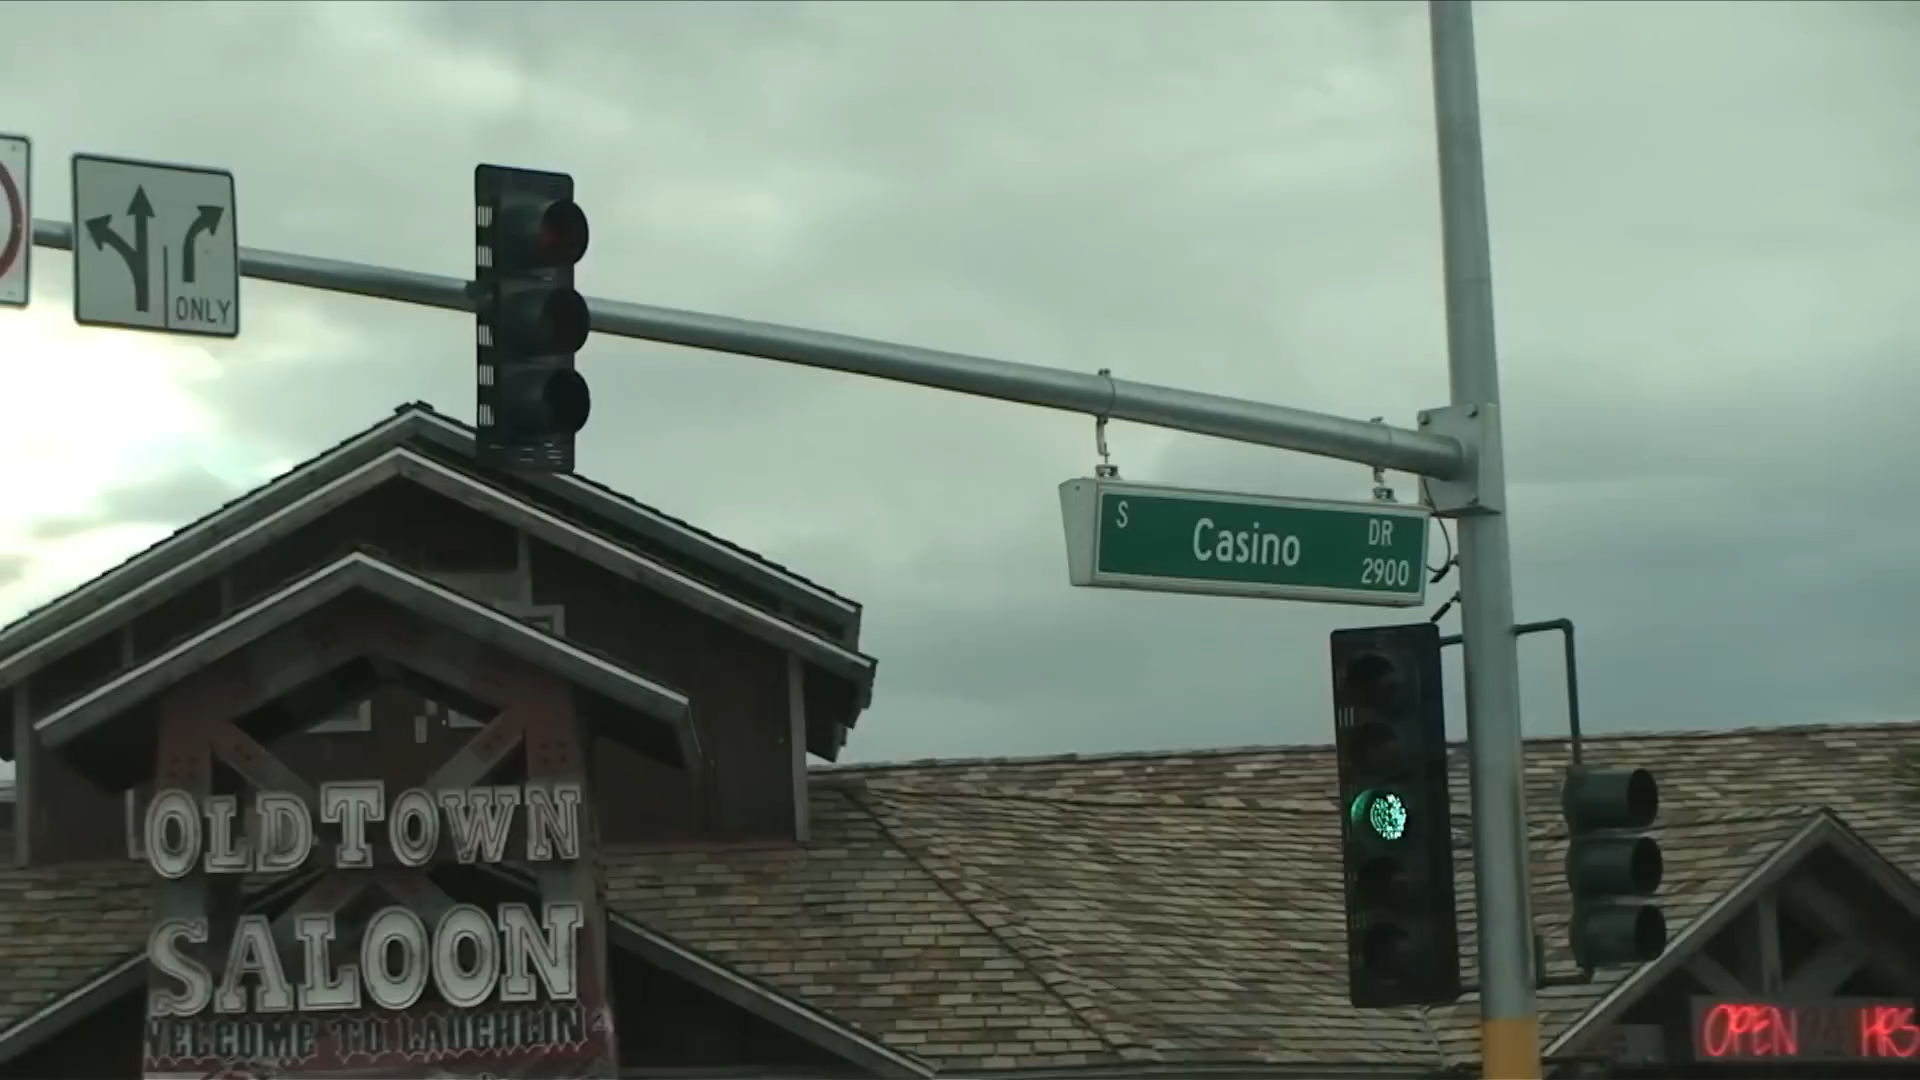 ONLY
S Casino DR
2900
OLDTOWN
SALOON
WELCOME TO LAUGHLIN
OPEN HRS